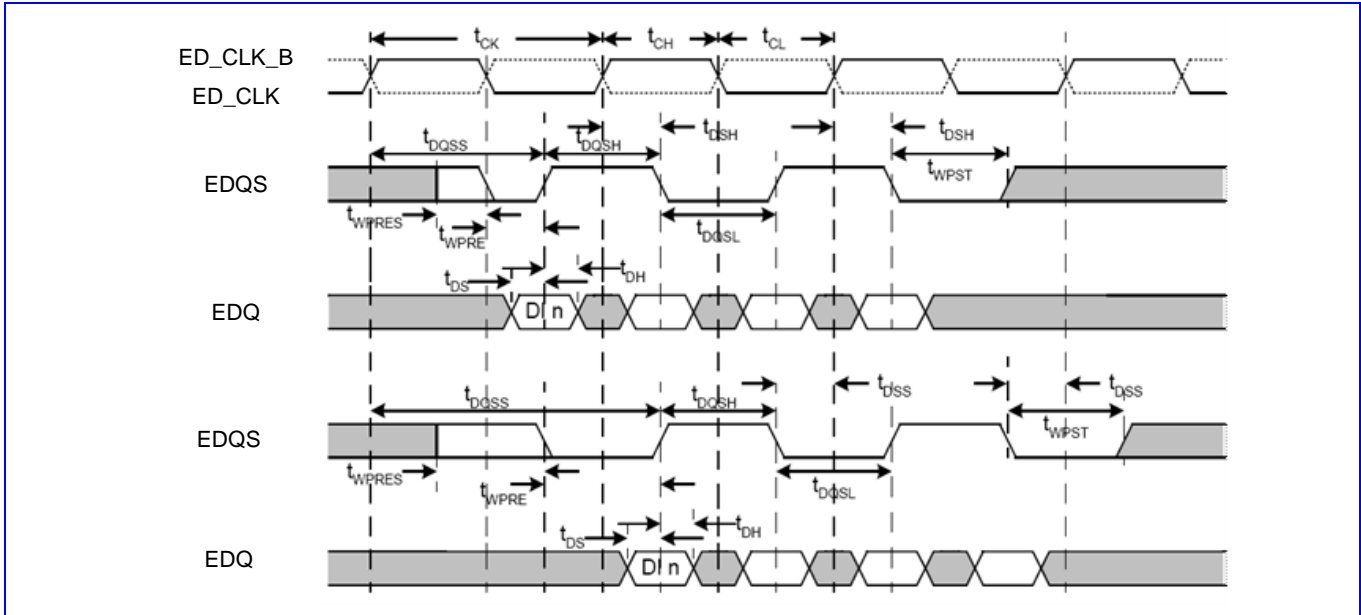 ED_CLK_B
ED_CLK
tCK
tCH
tCL
tDQSS
tDQSH
tDSH
tDSH
tWPST
EDQS
tWPRES
tWPRE
tDQSL
tDS
tDH
EDQ
DI n
tDQSS
tDQSH
tDSS
tDSS
tWPST
EDQS
tWPRES
tWPRE
tDQSL
tDS
tDH
EDQ
DI n